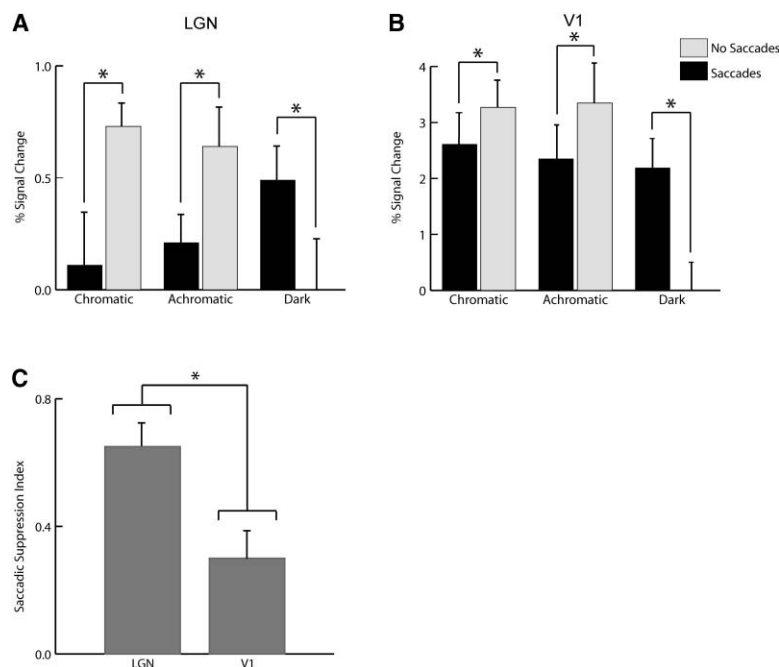 A
LGN
% Signal Change
1.0
0.5
0.0
*
*
*
Chromatic
Achromatic
Dark
B
V1
% Signal Change
4
3
2
1
0
*
*
*
Chromatic
Achromatic
Dark
No Saccades
Saccades
C
Saccadic Suppression Index
0.8
0.4
0.0
*
LGN
V1